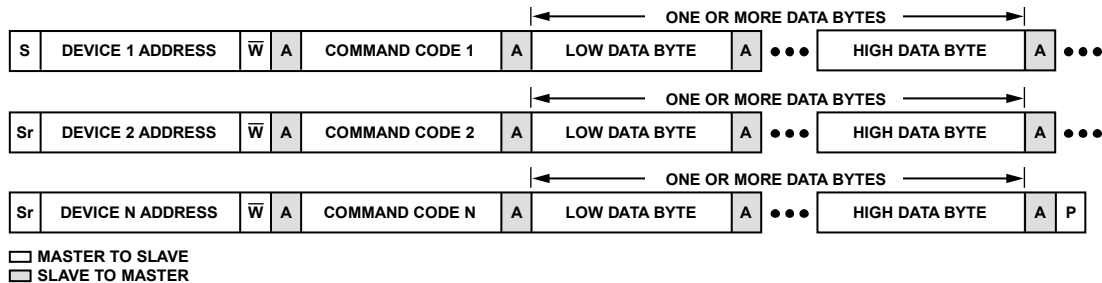 ONE OR MORE DATA BYTES
S DEVICE 1 ADDRESS W̅ A COMMAND CODE 1 A LOW DATA BYTE A ••• HIGH DATA BYTE A •••
ONE OR MORE DATA BYTES
Sr DEVICE 2 ADDRESS W̅ A COMMAND CODE 2 A LOW DATA BYTE A ••• HIGH DATA BYTE A •••
ONE OR MORE DATA BYTES
Sr DEVICE N ADDRESS W̅ A COMMAND CODE N A LOW DATA BYTE A ••• HIGH DATA BYTE A P
MASTER TO SLAVE
SLAVE TO MASTER